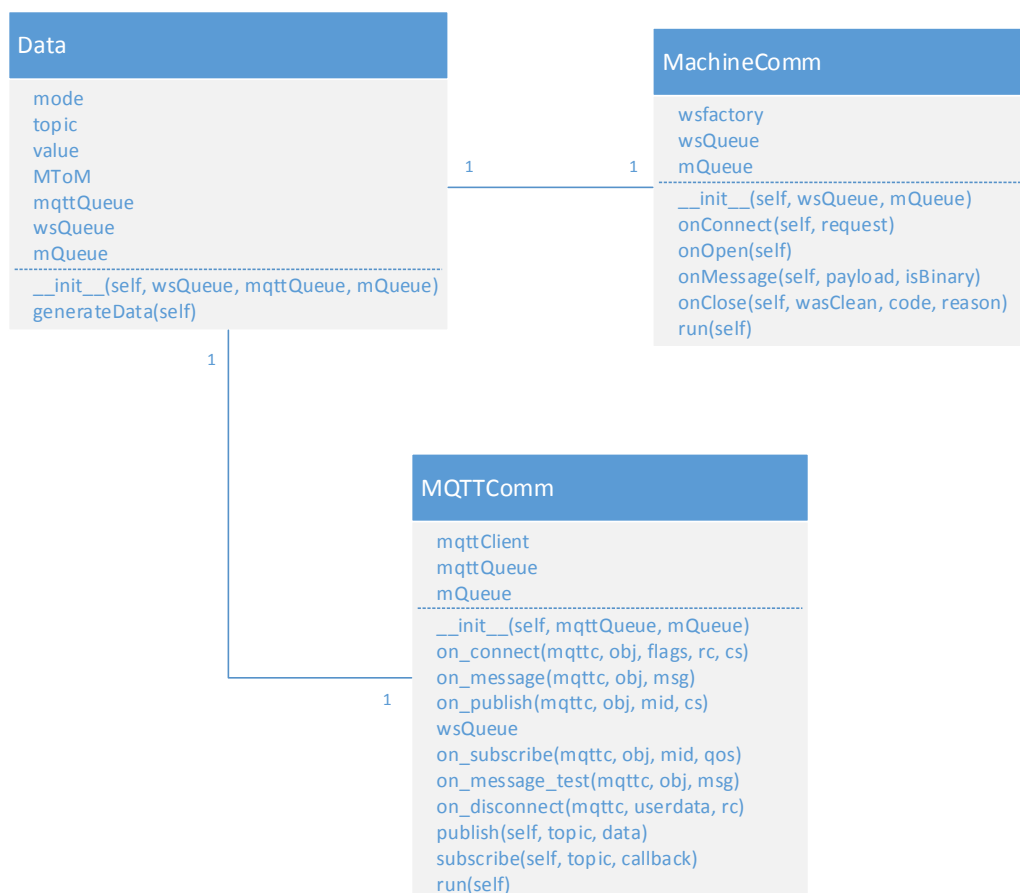 Data
mode
topic
value
MToM
mqttQueue
wsQueue
mQueue
__init__(self, wsQueue, mqttQueue, mQueue)
generateData(self)
1
1
MachineComm
wsfactory
wsQueue
mQueue
__init__(self, wsQueue, mQueue)
onConnect(self, request)
onOpen(self)
onMessage(self, payload, isBinary)
onClose(self, wasClean, code, reason)
run(self)
1
1
MQTTComm
mqttClient
mqttQueue
mQueue
__init__(self, mqttQueue, mQueue)
on_connect(mqttc, obj, flags, rc, cs)
on_message(mqttc, obj, msg)
on_publish(mqttc, obj, mid, cs)
wsQueue
on_subscribe(mqttc, obj, mid, qos)
on_message_test(mqttc, obj, msg)
on_disconnect(mqttc, userdata, rc)
publish(self, topic, data)
subscribe(self, topic, callback)
run(self)